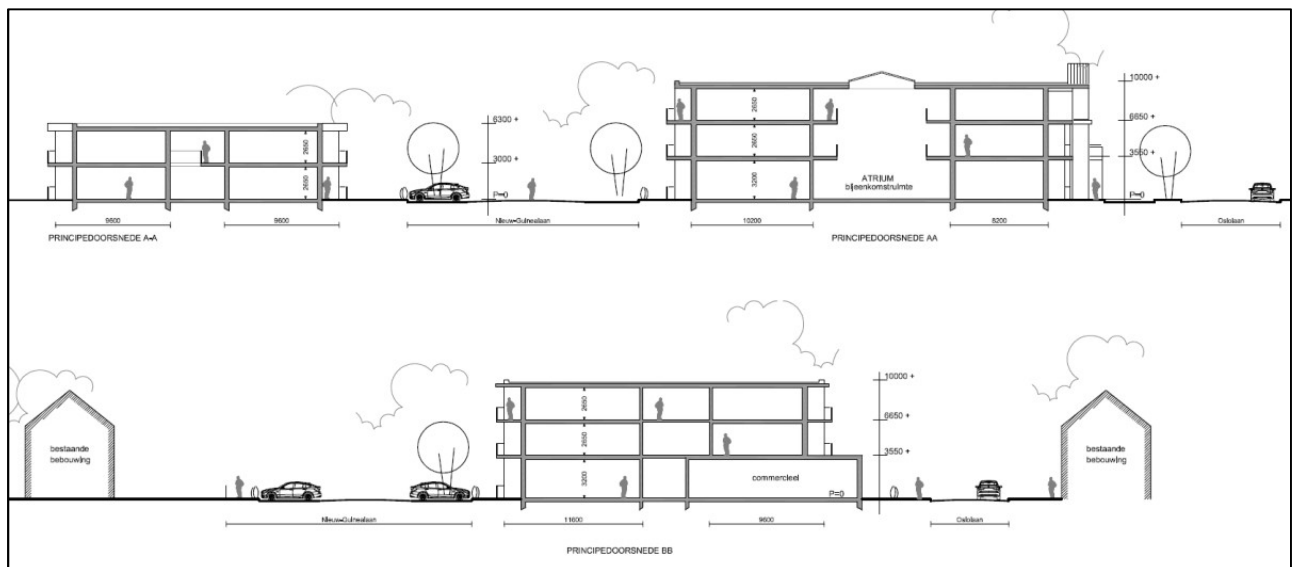 10000 +
6650 +
3550 +
P=0
6300 +
3000 +
P=0
2650
2650
2650
2650
3200
ATRIUM
bijeenkomstruimte
9600
9600
Nieuw-Guinealaan
10200
8200
Oslolaan
PRINCIPEDOORSNEDE A-A
PRINCIPEDOORSNEDE AA
10000 +
6650 +
3550 +
2650
2650
3200
bestaande
bebouwing
commercieel
P=0
bestaande
bebouwing
Nieuw-Guinealaan
11600
9600
Oslolaan
PRINCIPEDOORSNEDE BB